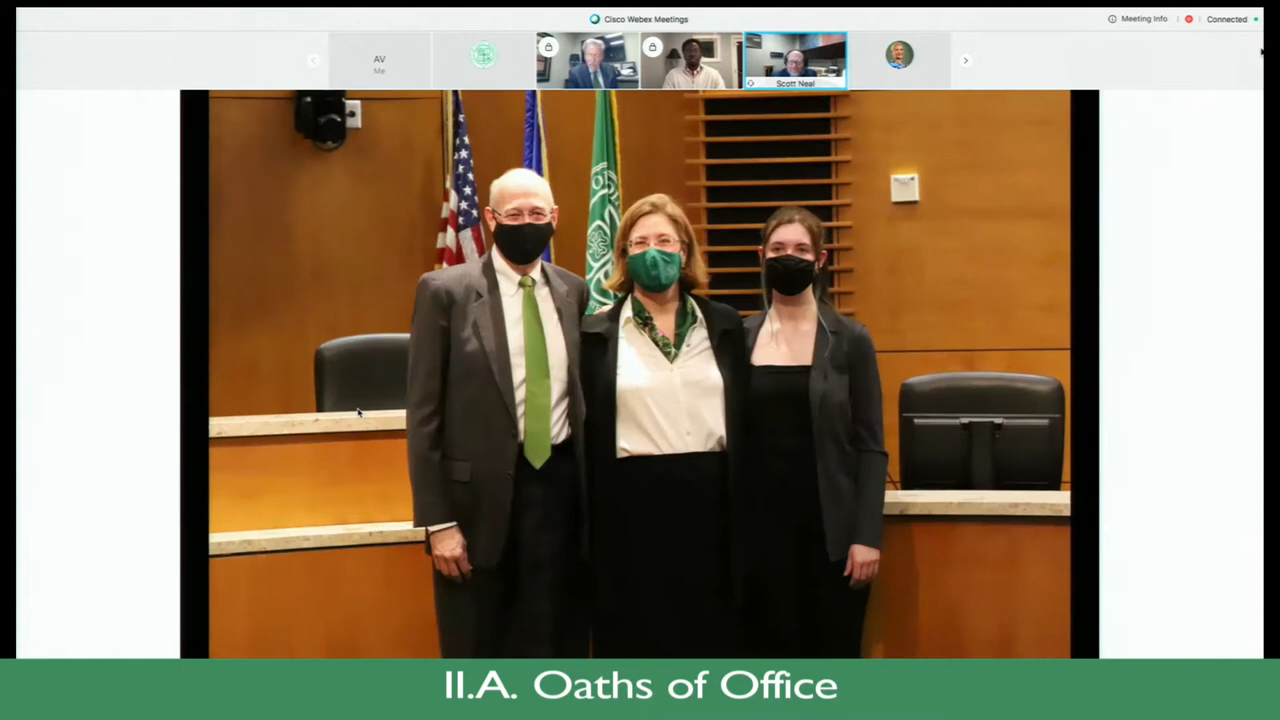 Cisco Webex Meetings
Meeting Info
Connected
AV
Me
Scott Neal
II.A. Oaths of Office